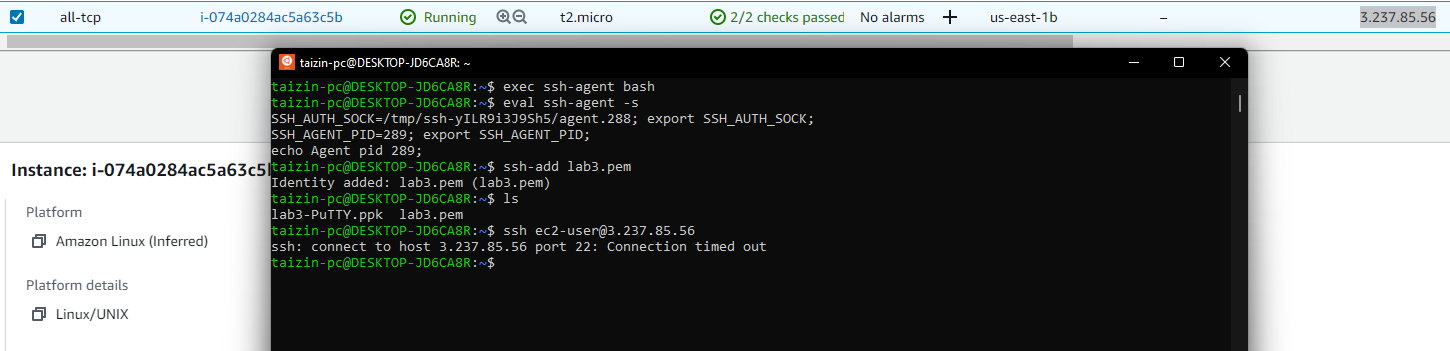 all-tcp i-074a0284ac5a63c5b Running t2.micro 2/2 checks passed No alarms + us-east-1b – 3.237.85.56
taizin-pc@DESKTOP-JD6CA8R: ~
taizin-pc@DESKTOP-JD6CA8R:~$ exec ssh-agent bash
taizin-pc@DESKTOP-JD6CA8R:~$ eval ssh-agent -s
SSH_AUTH_SOCK=/tmp/ssh-yILR9i3J9Sh5/agent.288; export SSH_AUTH_SOCK;
SSH_AGENT_PID=289; export SSH_AGENT_PID;
echo Agent pid 289;
taizin-pc@DESKTOP-JD6CA8R:~$ ssh-add lab3.pem
Identity added: lab3.pem (lab3.pem)
taizin-pc@DESKTOP-JD6CA8R:~$ ls
lab3-PuTTY.ppk  lab3.pem
taizin-pc@DESKTOP-JD6CA8R:~$ ssh ec2-user@3.237.85.56
ssh: connect to host 3.237.85.56 port 22: Connection timed out
taizin-pc@DESKTOP-JD6CA8R:~$
Instance: i-074a0284ac5a63c5
Platform
Amazon Linux (Inferred)
Platform details
Linux/UNIX